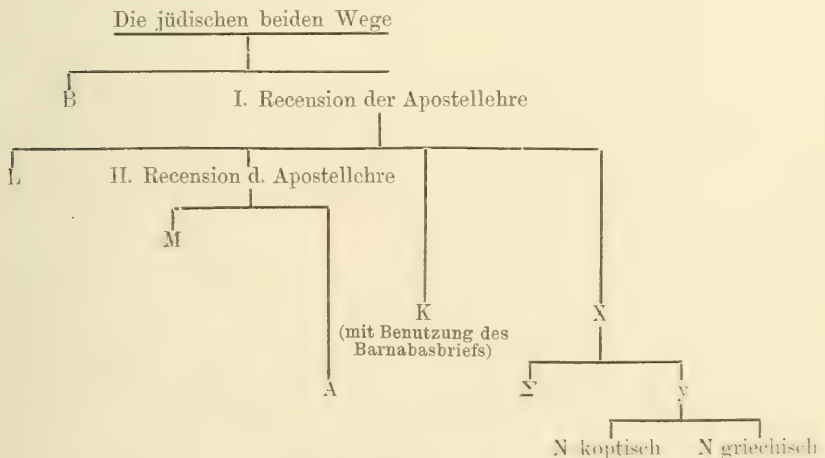 Die jüdischen beiden Wege
B
I. Recension der Apostellehre
L
II. Recension d. Apostellehre
M
K
(mit Benutzung des
Barnabasbriefs)
X
A
Σ
y
N koptisch N griechisch